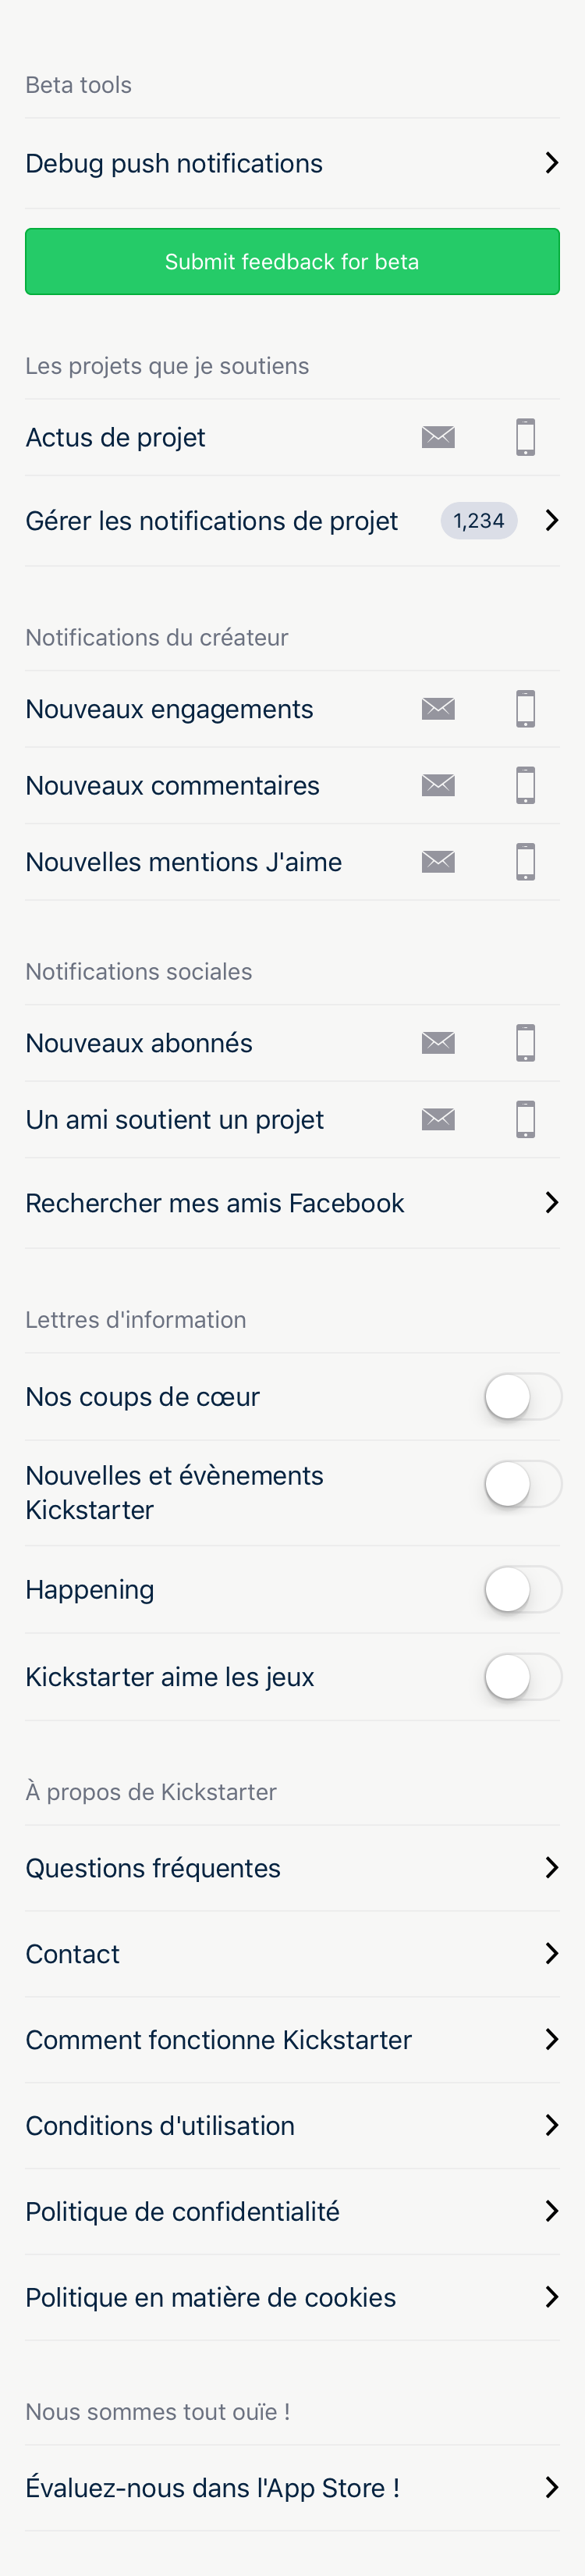 Beta tools
Debug push notifications
Submit feedback for beta
Les projets que je soutiens
Actus de projet
Gérer les notifications de projet 1,234
Notifications du créateur
Nouveaux engagements
Nouveaux commentaires
Nouvelles mentions J'aime
Notifications sociales
Nouveaux abonnés
Un ami soutient un projet
Rechercher mes amis Facebook
Lettres d'information
Nos coups de cœur
Nouvelles et évènements
Kickstarter
Happening
Kickstarter aime les jeux
À propos de Kickstarter
Questions fréquentes
Contact
Comment fonctionne Kickstarter
Conditions d'utilisation
Politique de confidentialité
Politique en matière de cookies
Nous sommes tout ouïe !
Évaluez-nous dans l'App Store !